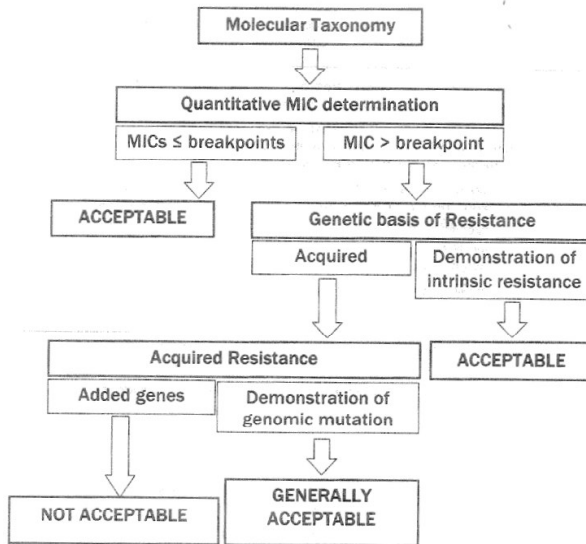 Molecular Taxonomy
Quantitative MIC determination
MICs ≤ breakpoints
MIC > breakpoint
ACCEPTABLE
Genetic basis of Resistance
Acquired
Demonstration of
intrinsic resistance
Acquired Resistance
ACCEPTABLE
Added genes
Demonstration of
genomic mutation
NOT ACCEPTABLE
GENERALLY
ACCEPTABLE